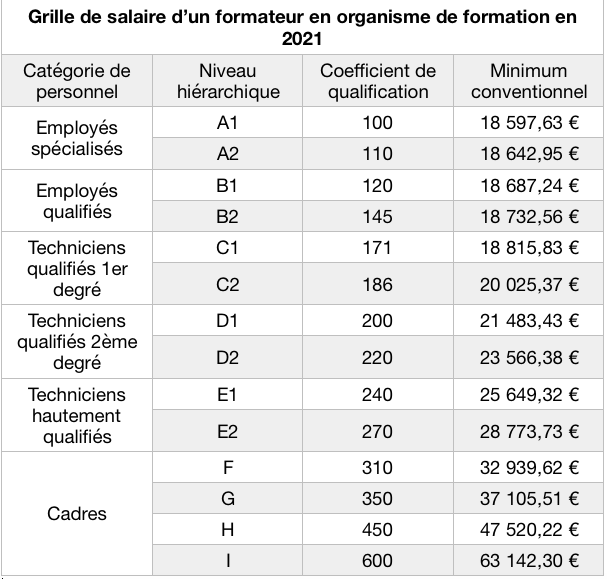 Grille de salaire d’un formateur en organisme de formation en
2021
Catégorie de personnel Niveau hiérarchique Coefficient de qualification Minimum conventionnel
Employés spécialisés A1 100 18 597,63 €
A2 110 18 642,95 €
Employés qualifiés B1 120 18 687,24 €
B2 145 18 732,56 €
Techniciens qualifiés 1er degré C1 171 18 815,83 €
C2 186 20 025,37 €
Techniciens qualifiés 2ème degré D1 200 21 483,43 €
D2 220 23 566,38 €
Techniciens hautement qualifiés E1 240 25 649,32 €
E2 270 28 773,73 €
Cadres F 310 32 939,62 €
G 350 37 105,51 €
H 450 47 520,22 €
I 600 63 142,30 €